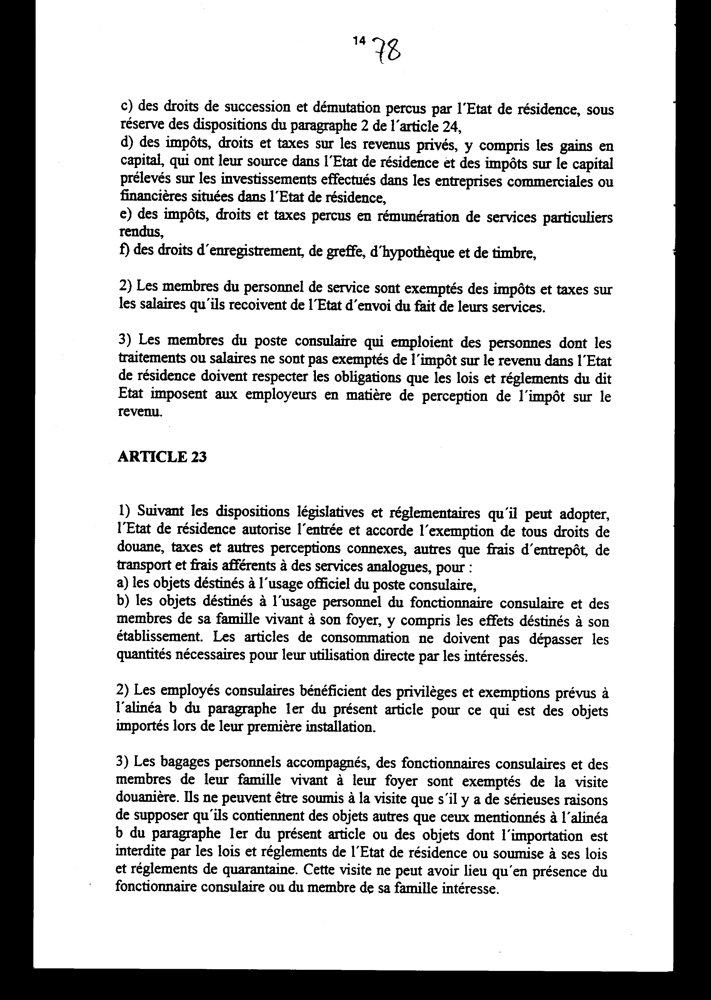 14 78
c) des droits de succession et démutation percus par l´Etat de résidence, sous
réserve des dispositions du paragraphe 2 de l´article 24,
d) des impôts, droits et taxes sur les revenus privés, y compris les gains en
capital, qui ont leur source dans l´Etat de résidence et des impôts sur le capital
prélevés sur les investissements effectués dans les entreprises commerciales ou
financières situées dans l´Etat de résidence,
e) des impôts, droits et taxes percus en rémunération de services particuliers
rendus,
f) des droits d´enregistrement, de greffe, d´hypothèque et de timbre,
2) Les membres du personnel de service sont exemptés des impôts et taxes sur
les salaires qu´ils recoivent de l´Etat d´envoi du fait de leurs services.
3) Les membres du poste consulaire qui emploient des personnes dont les
traitements ou salaires ne sont pas exemptés de l´impôt sur le revenu dans l´Etat
de résidence doivent respecter les obligations que les lois et réglements du dit
Etat imposent aux employeurs en matière de perception de l´impôt sur le
revenu.
ARTICLE 23
1) Suivant les dispositions législatives et réglementaires qu´il peut adopter,
l´Etat de résidence autorise l´entrée et accorde l´exemption de tous droits de
douane, taxes et autres perceptions connexes, autres que frais d´entrepôt, de
transport et frais afférents à des services analogues, pour :
a) les objets déstinés à l´usage officiel du poste consulaire,
b) les objets déstinés à l´usage personnel du fonctionnaire consulaire et des
membres de sa famille vivant à son foyer, y compris les effets déstinés à son
établissement. Les articles de consommation ne doivent pas dépasser les
quantités nécessaires pour leur utilisation directe par les intéressés.
2) Les employés consulaires bénéficient des privilèges et exemptions prévus à
l´alinéa b du paragraphe 1er du présent article pour ce qui est des objets
importés lors de leur première installation.
3) Les bagages personnels accompagnés, des fonctionnaires consulaires et des
membres de leur famille vivant à leur foyer sont exemptés de la visite
douanière. Ils ne peuvent être soumis à la visite que s´il y a de sérieuses raisons
de supposer qu´ils contiennent des objets autres que ceux mentionnés à l´alinéa
b du paragraphe 1er du présent article ou des objets dont l´importation est
interdite par les lois et réglements de l´Etat de résidence ou soumise à ses lois
et réglements de quarantaine. Cette visite ne peut avoir lieu qu´en présence du
fonctionnaire consulaire ou du membre de sa famille intéresse.